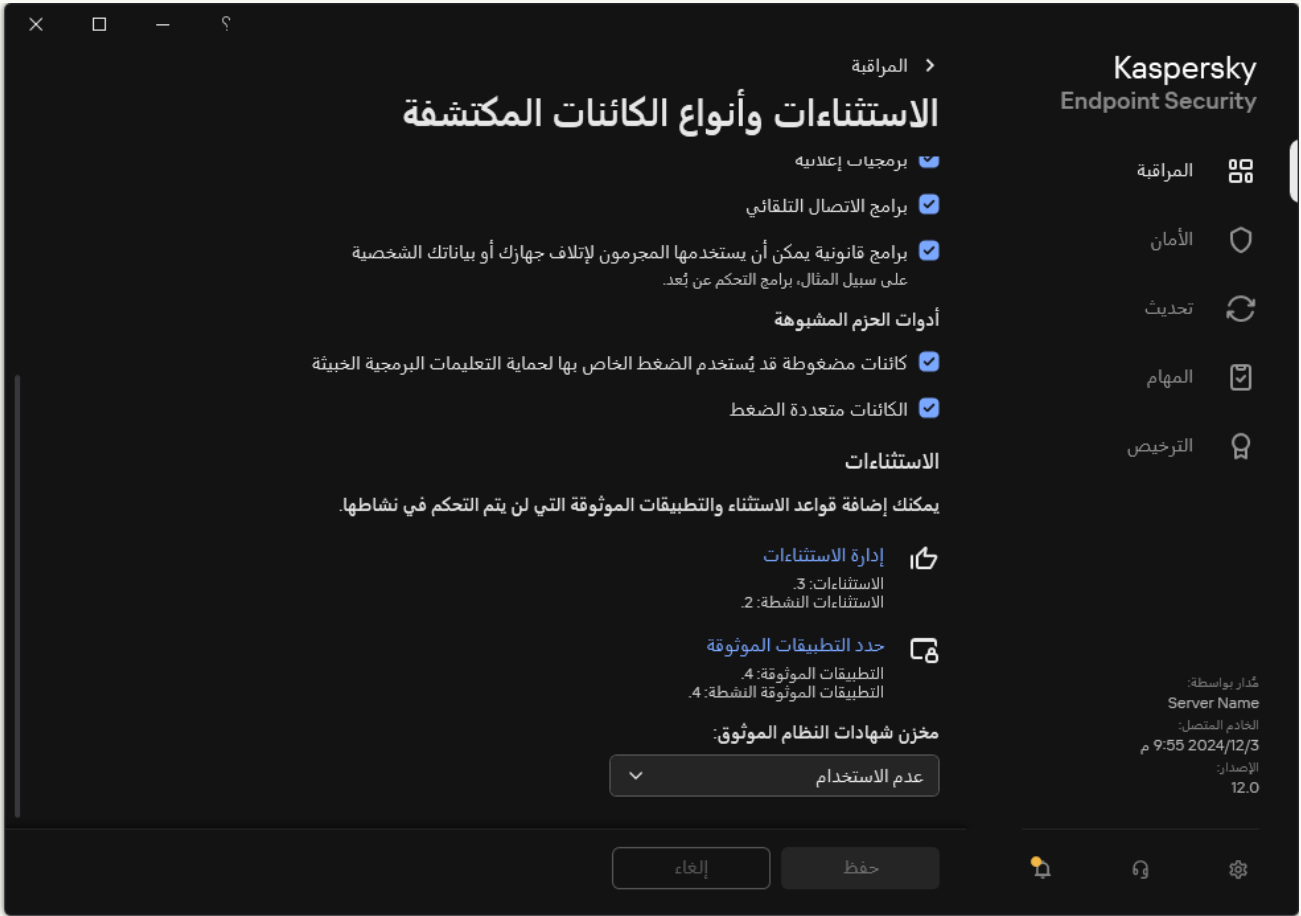 ؟
Kaspersky
Endpoint Security
المراقبة
الأمان
تحديث
المهام
الترخيص
مُدار بواسطة:
Server Name
الخادم المتصل:
2024/12/3 9:55 م
الإصدار:
12.0
المراقبة
الاستثناءات وأنواع الكائنات المكتشفة
برمجيات إعلانية
برامج الاتصال التلقائي
برامج قانونية يمكن أن يستخدمها المجرمون لإتلاف جهازك أو بياناتك الشخصية
على سبيل المثال، برامج التحكم عن بُعد.
أدوات الحزم المشبوهة
كائنات مضغوطة قد يُستخدم الضغط الخاص بها لحماية التعليمات البرمجية الخبيثة
الكائنات متعددة الضغط
الاستثناءات
يمكنك إضافة قواعد الاستثناء والتطبيقات الموثوقة التي لن يتم التحكم في نشاطها.
إدارة الاستثناءات
الاستثناءات: 3.
الاستثناءات النشطة: 2.
حدد التطبيقات الموثوقة
التطبيقات الموثوقة: 4.
التطبيقات الموثوقة النشطة: 4.
مخزن شهادات النظام الموثوق:
عدم الاستخدام
حفظ
إلغاء